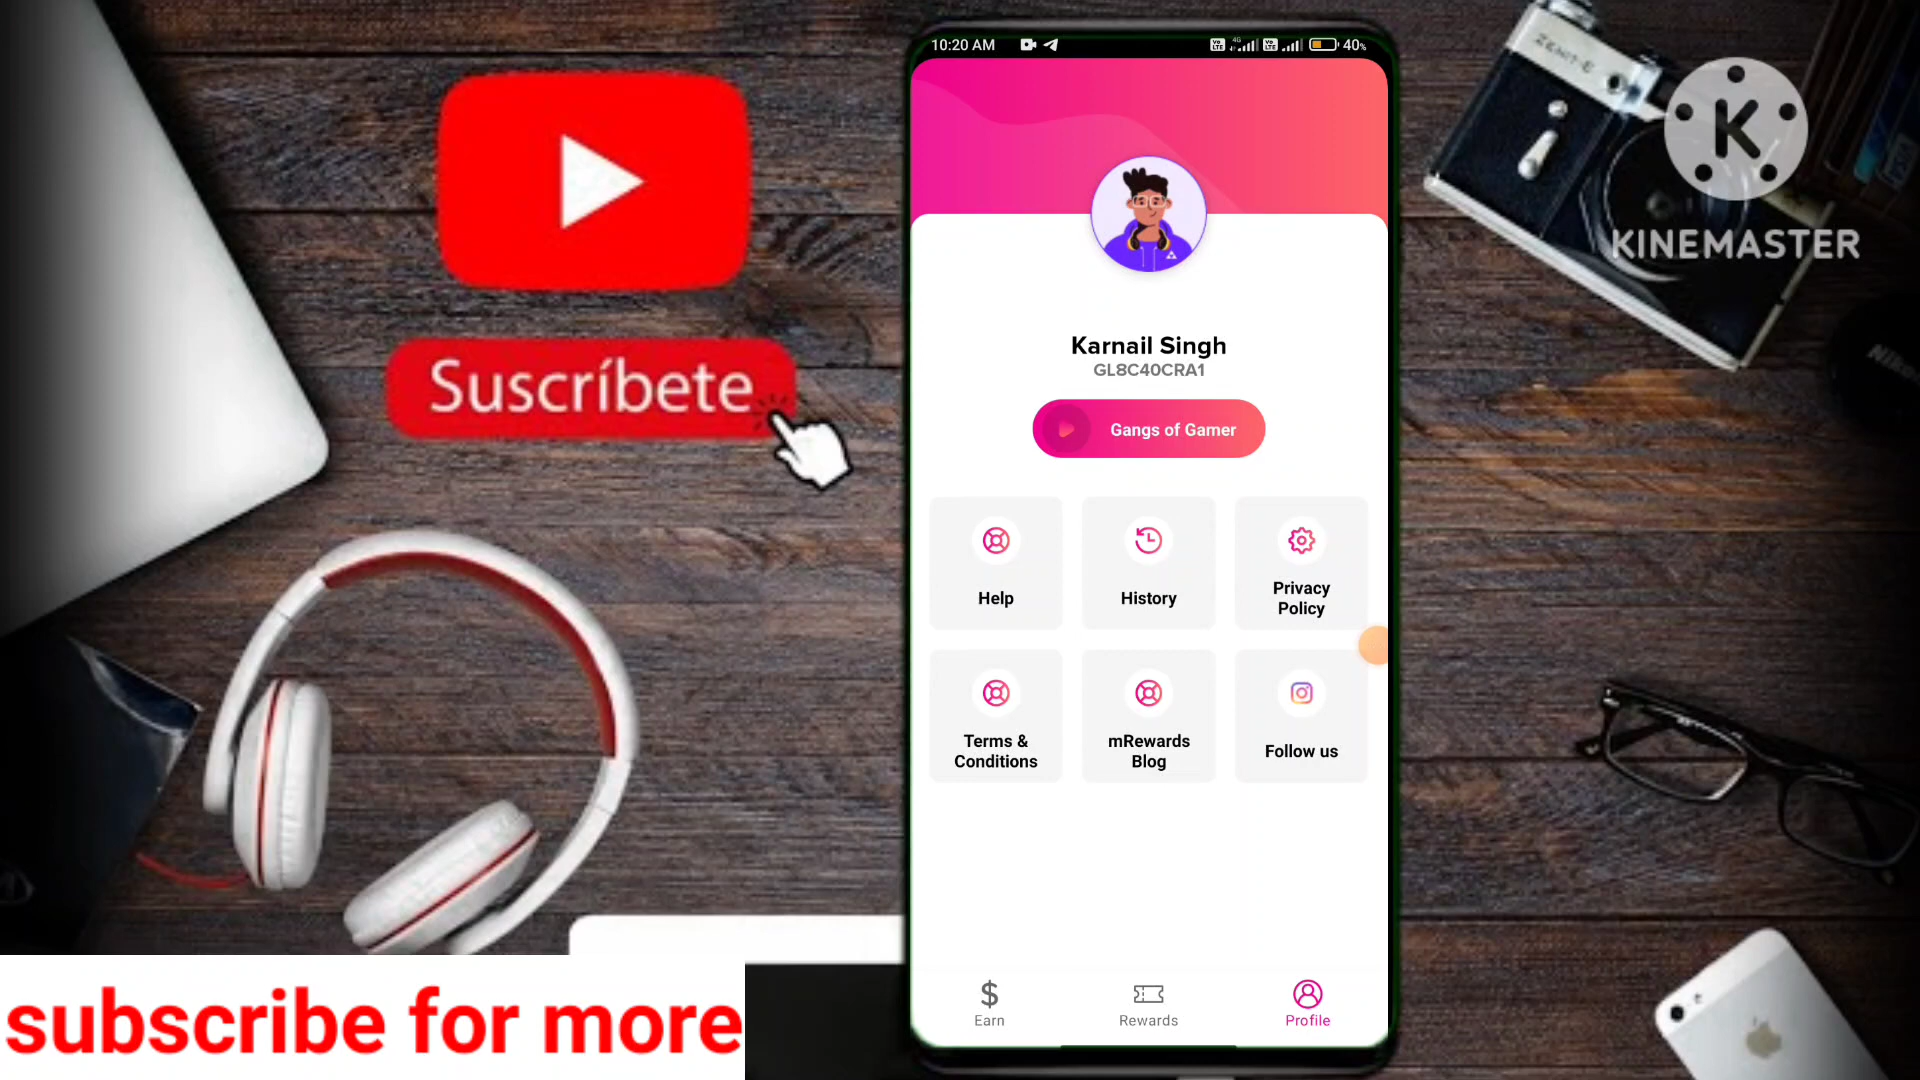 10:20 AM
40%
ZENIT-E
K
KINEMASTER
Suscríbete
Karnail Singh
GL8C40CRA1
Gangs of Gamer
Help
History
Privacy
Policy
Terms &
Conditions
mRewards
Blog
Follow us
Earn
Rewards
Profile
subscribe for more